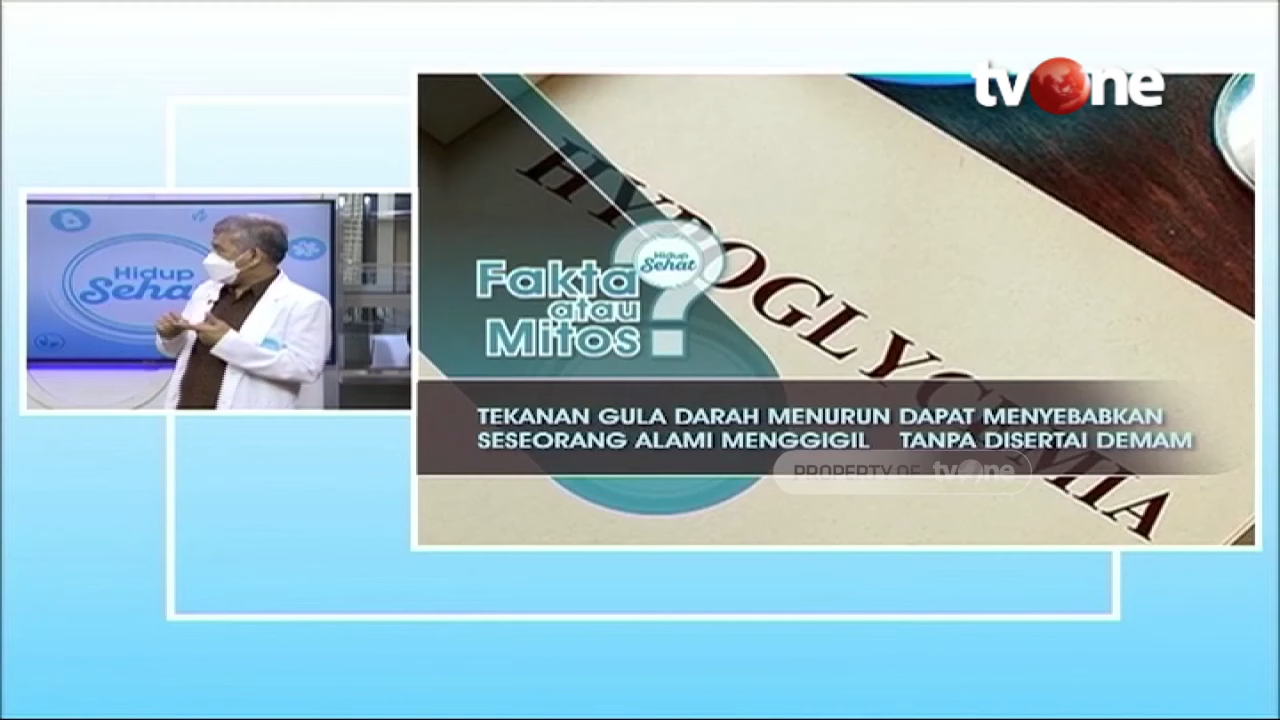 tvOne
HYPOGLYCEMIA
Hidup
Sehat
Hidup
Sehat
Fakta
atau
Mitos
?
TEKANAN GULA DARAH MENURUN DAPAT MENYEBABKAN
SESEORANG ALAMI MENGGIGIL TANPA DISERTAI DEMAM
PROPERTY OF tvOne